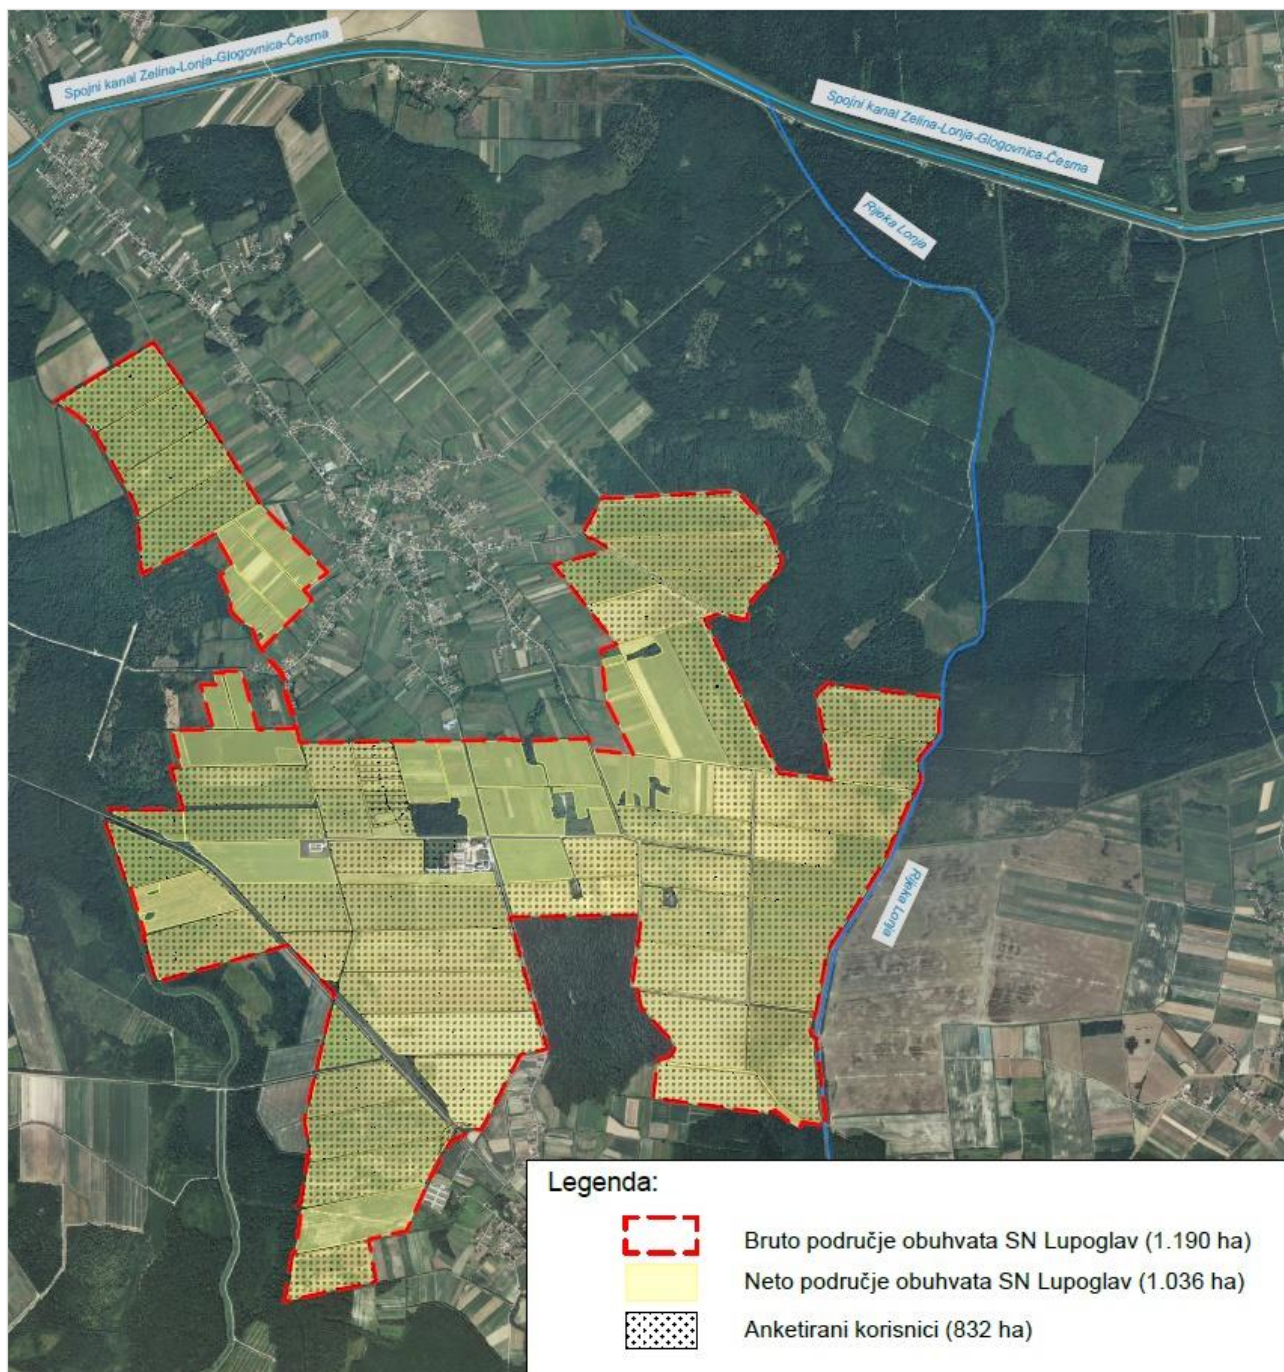 Spojni kanal Zelina-Lonja-Glogovnica-Česma
Spojni kanal Zelina-Lonja-Glogovnica-Česma
Rijeka Lonja
Rijeka Lonja
Legenda:
Bruto područje obuhvata SN Lupoglav (1.190 ha)
Neto područje obuhvata SN Lupoglav (1.036 ha)
Anketirani korisnici (832 ha)